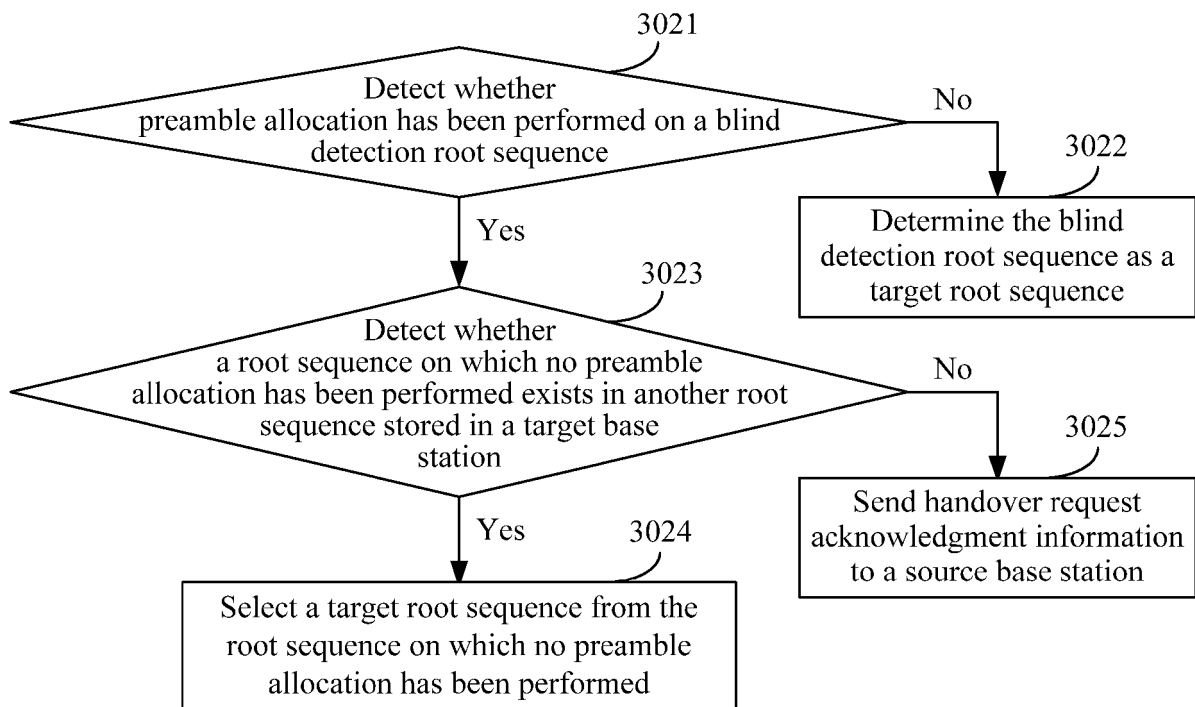 3021
Detect whether
preamble allocation has been performed on a blind
detection root sequence
No
3022
Determine the blind
detection root sequence as a
target root sequence
Yes
3023
Detect whether
a root sequence on which no preamble
allocation has been performed exists in another root
sequence stored in a target base
station
No
3025
Send handover request
acknowledgment information
to a source base station
Yes
3024
Select a target root sequence from the
root sequence on which no preamble
allocation has been performed